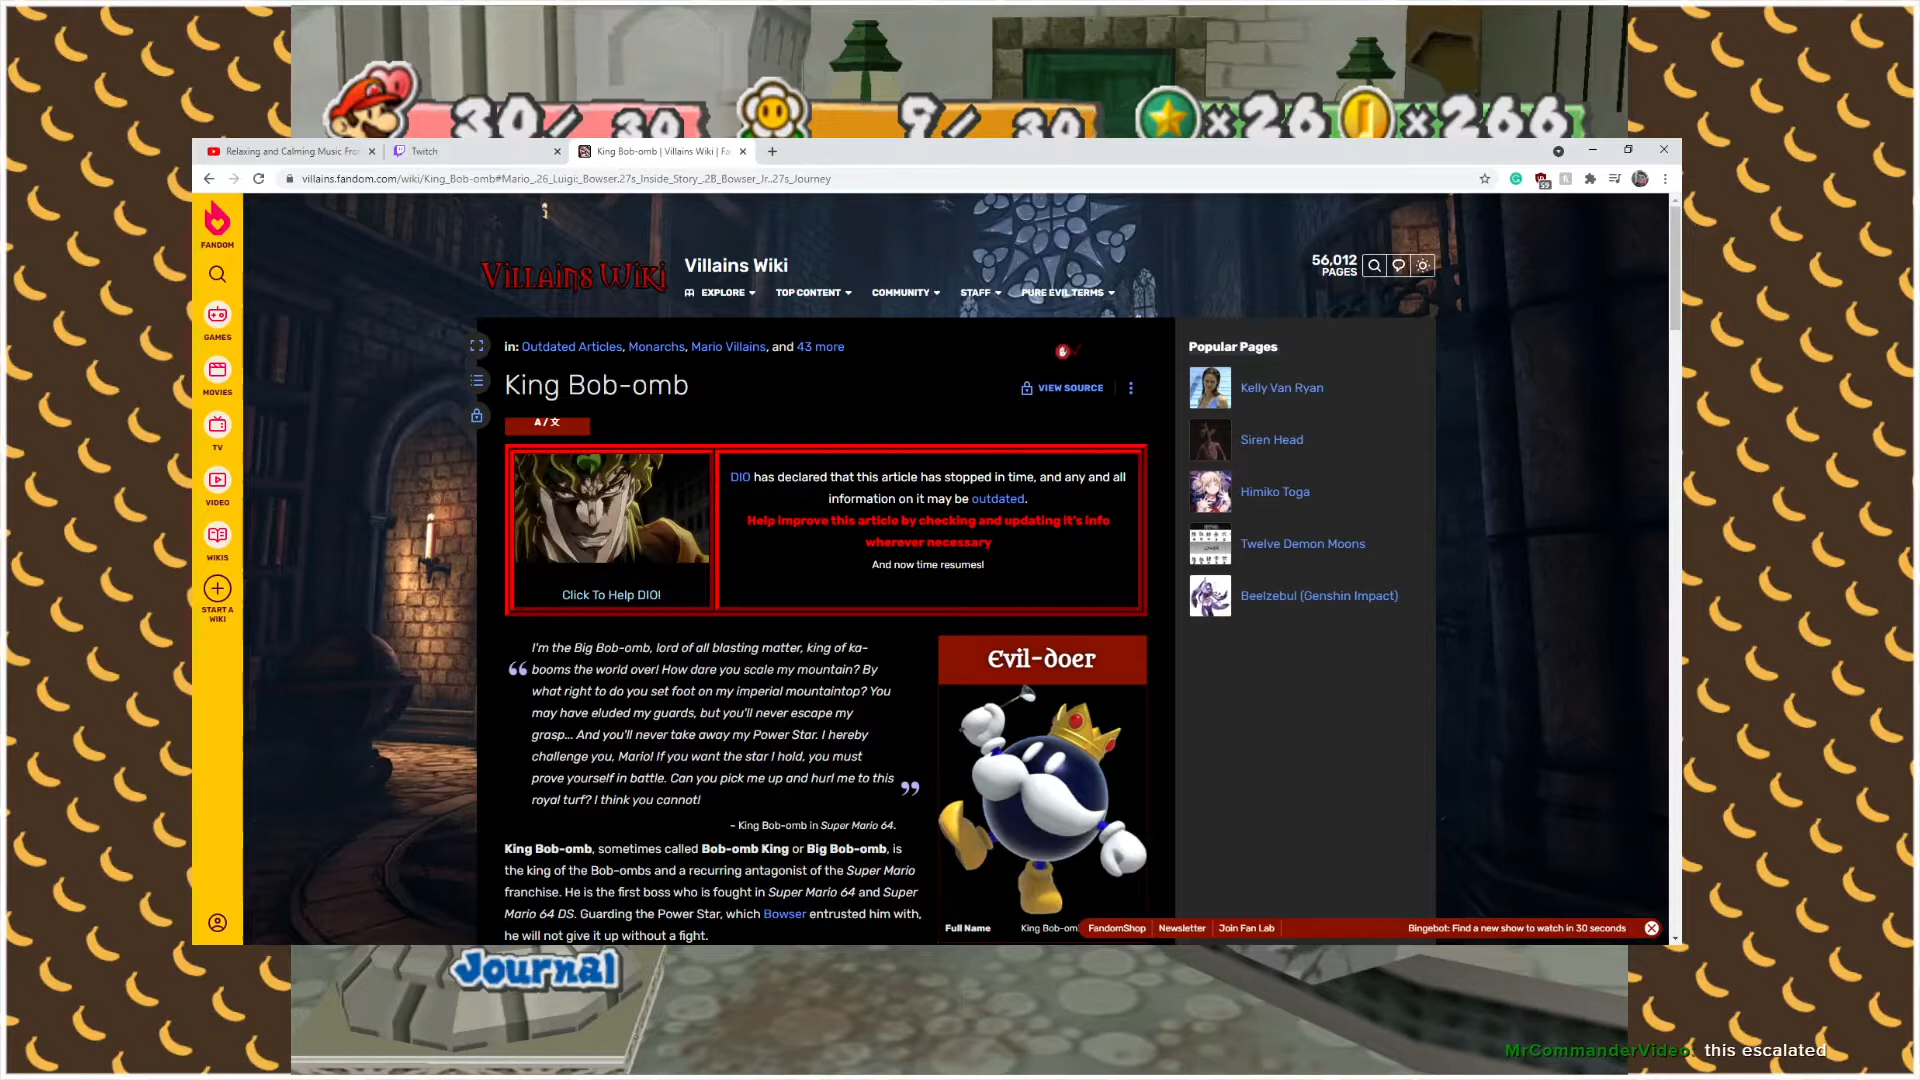 30/30
9/30
×26
×266
Relaxing and Calming Music Fro
Twitch
King Bob-omb | Villains Wiki | Fa
villains.fandom.com/wiki/King_Bob-omb#Mario_.26_Luigi:_Bowser.27s_Inside_Story_.2B_Bowser_Jr..27s_Journey
59
FANDOM
GAMES
MOVIES
TV
VIDEO
WIKIS
START A
WIKI
Villains Wiki
Villains Wiki
56,012
PAGES
EXPLORE
TOP CONTENT
COMMUNITY
STAFF
PURE EVIL TERMS
in: Outdated Articles, Monarchs, Mario Villains, and 43 more
King Bob-omb
VIEW SOURCE
A / 文
DIO has declared that this article has stopped in time, and any and all
information on it may be outdated.
Help improve this article by checking and updating it's info
wherever necessary
And now time resumes!
Click To Help DIO!
“ I'm the Big Bob-omb, lord of all blasting matter, king of ka-
booms the world over! How dare you scale my mountain? By
what right to do you set foot on my imperial mountaintop? You
may have eluded my guards, but you'll never escape my
grasp... And you'll never take away my Power Star. I hereby
challenge you, Mario! If you want the star I hold, you must
prove yourself in battle. Can you pick me up and hurl me to this
royal turf? I think you cannot! ”
– King Bob-omb in Super Mario 64.
King Bob-omb, sometimes called Bob-omb King or Big Bob-omb, is
the king of the Bob-ombs and a recurring antagonist of the Super Mario
franchise. He is the first boss who is fought in Super Mario 64 and Super
Mario 64 DS. Guarding the Power Star, which Bowser entrusted him with,
he will not give it up without a fight.
Evil-doer
Full Name
King Bob-om
Popular Pages
Kelly Van Ryan
Siren Head
Himiko Toga
Twelve Demon Moons
Beelzebul (Genshin Impact)
FandomShop
Newsletter
Join Fan Lab
Bingebot: Find a new show to watch in 30 seconds
Journal
MrCommanderVideo: this escalated